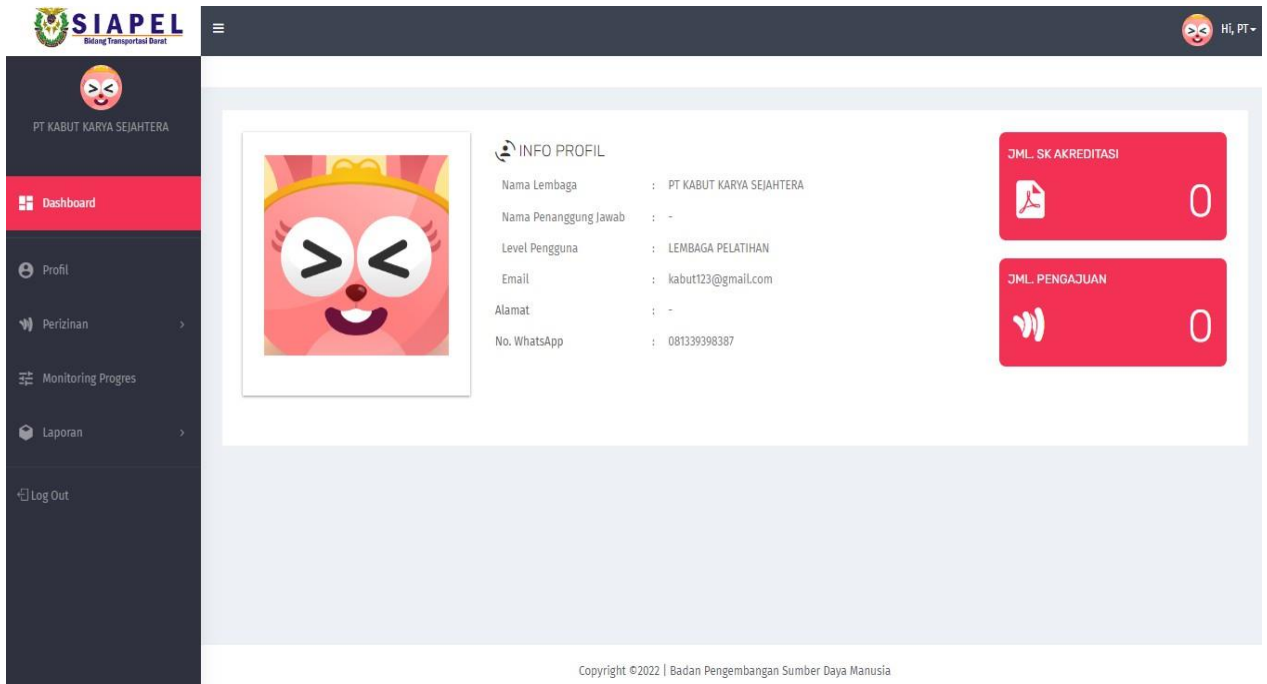 SIAPEL
Bidang Transportasi Darat
Hi, PT
PT KABUT KARYA SEJAHTERA
Dashboard
Profil
Perizinan
Monitoring Progres
Laporan
Log Out
INFO PROFIL
Nama Lembaga : PT KABUT KARYA SEJAHTERA
Nama Penanggung Jawab : -
Level Pengguna : LEMBAGA PELATIHAN
Email : kabut123@gmail.com
Alamat : -
No. WhatsApp : 081339398387
JML. SK AKREDITASI
0
JML. PENGAJUAN
0
Copyright ©2022 | Badan Pengembangan Sumber Daya Manusia